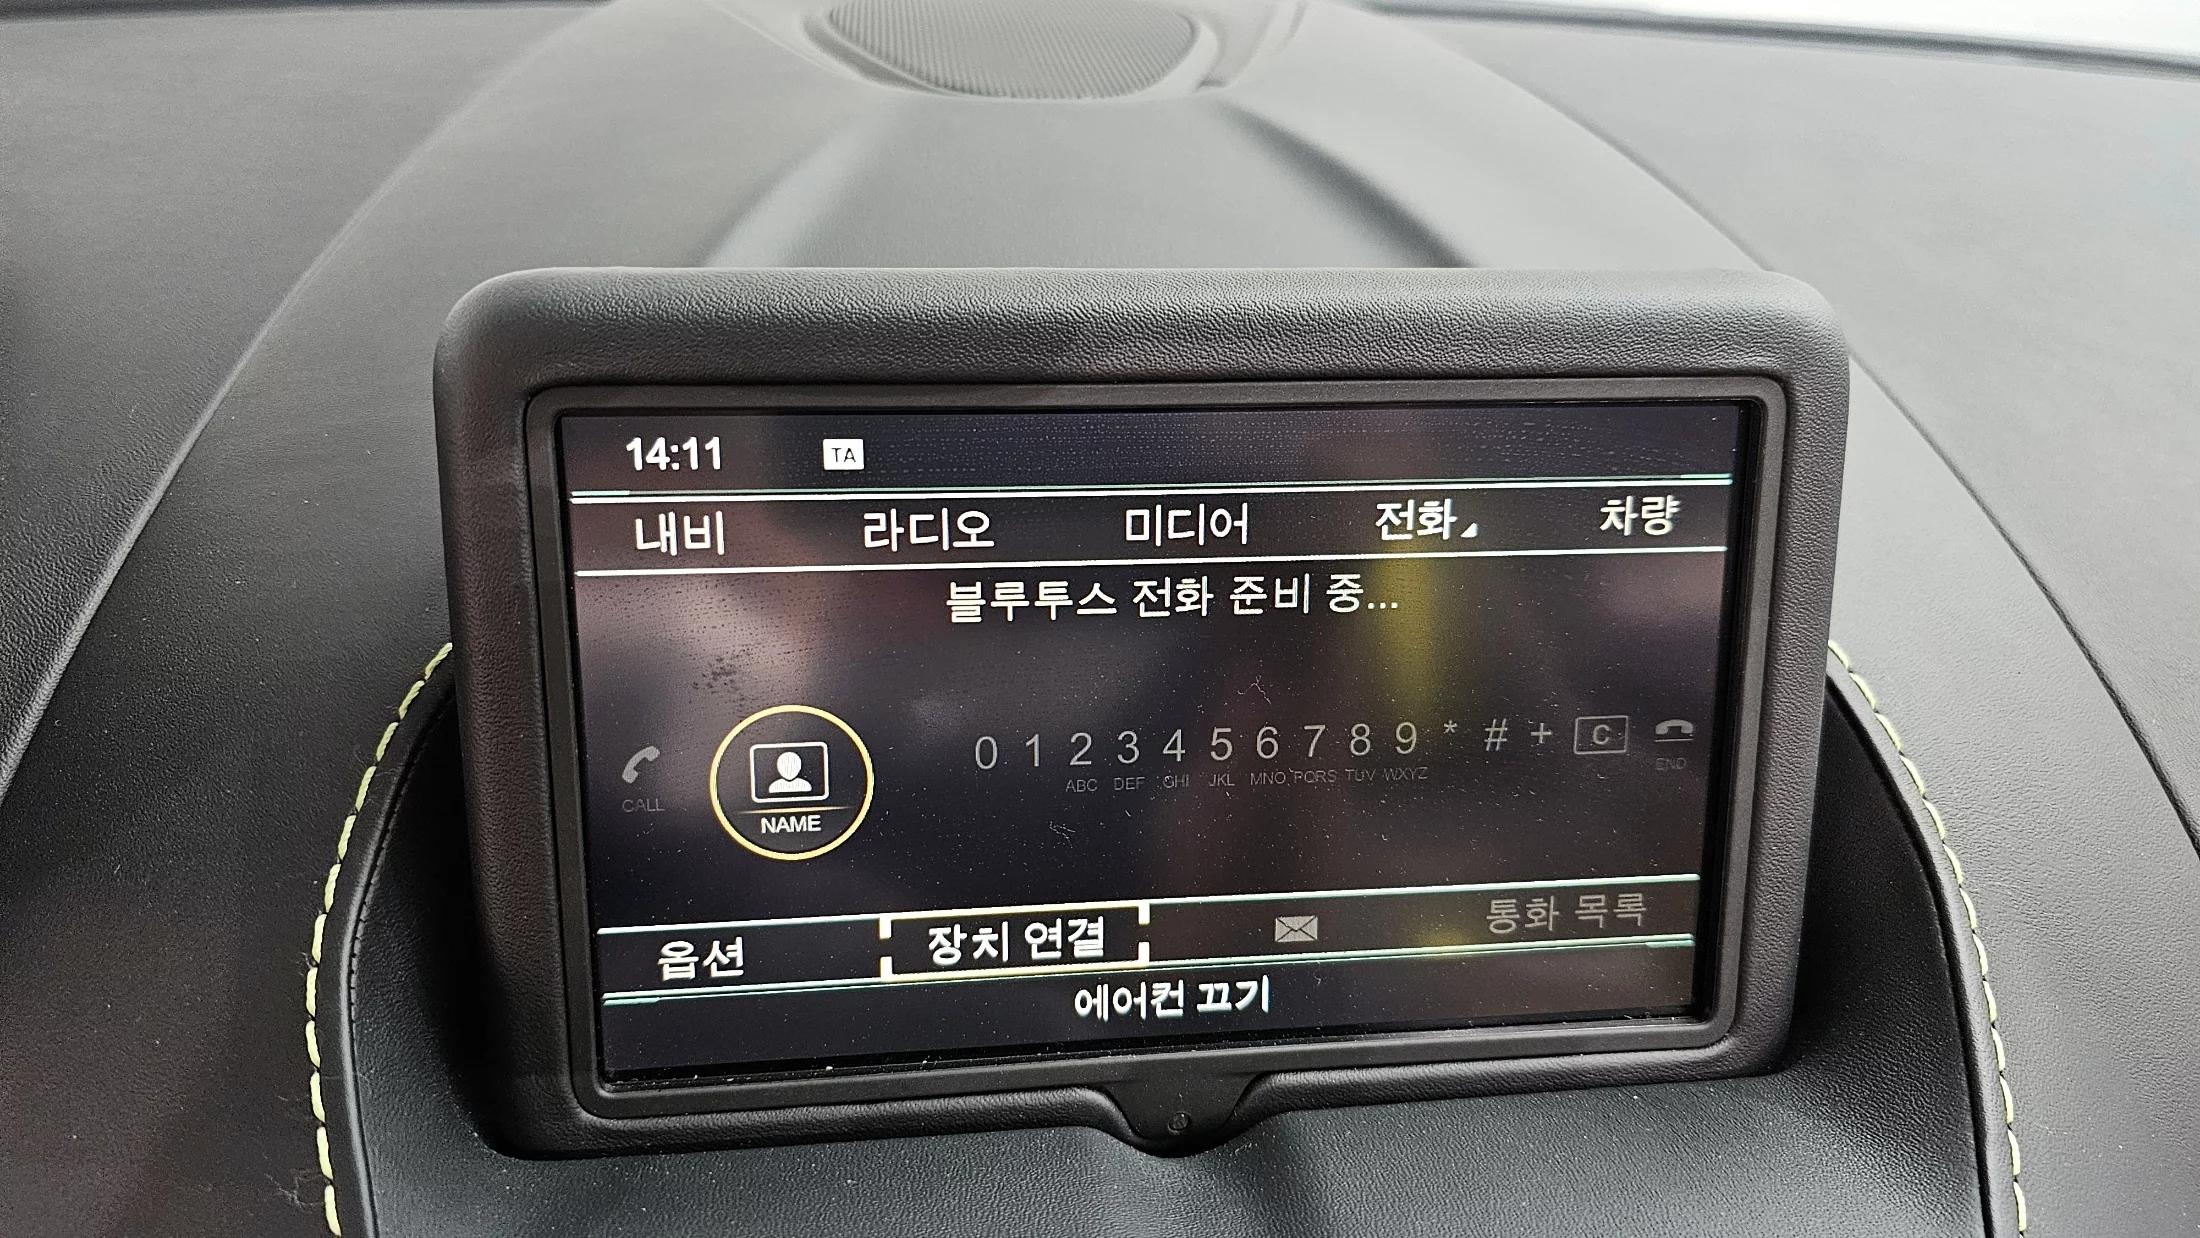 14:11 TA
내비 라디오 미디어 전화 차량
블루투스 전화 준비 중...
0 1 2 3 4 5 6 7 8 9 * # + C
CALL NAME ABC DEF GHI JKL MNO PQRS TUV WXYZ END
옵션 장치 연결 통화 목록
에어컨 끄기